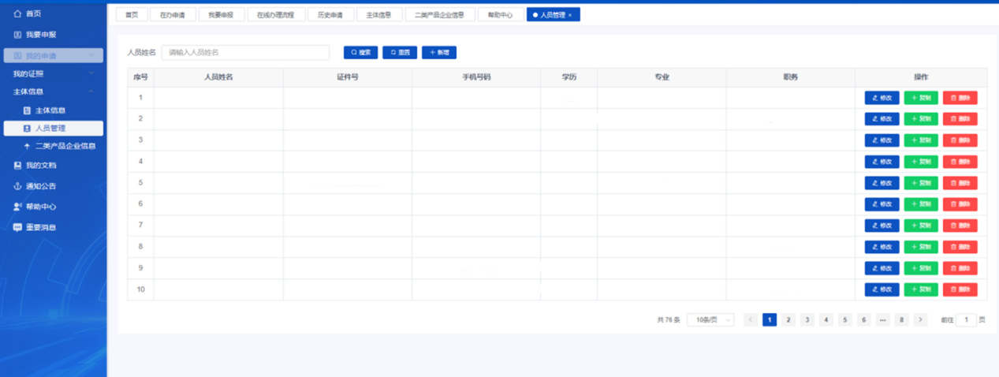 首页
我要申报
我的申请
我的证照
主体信息
主体信息
人员管理
二类产品企业信息
我的文档
通知公告
帮助中心
重要消息
首页 在办申请 我要申报 在线办理流程 历史申请 主体信息 二类产品企业信息 帮助中心 人员管理 ×
人员姓名 请输入人员姓名 搜索 重置 + 新增
序号 人员姓名 证件号 手机号码 学历 专业 职务 操作
1 修改 + 复制 删除
2 修改 + 复制 删除
3 修改 + 复制 删除
4 修改 + 复制 删除
5 修改 + 复制 删除
6 修改 + 复制 删除
7 修改 + 复制 删除
8 修改 + 复制 删除
9 修改 + 复制 删除
10 修改 + 复制 删除
共 76 条 10条/页 < 1 2 3 4 5 6 ··· 8 > 前往 1 页